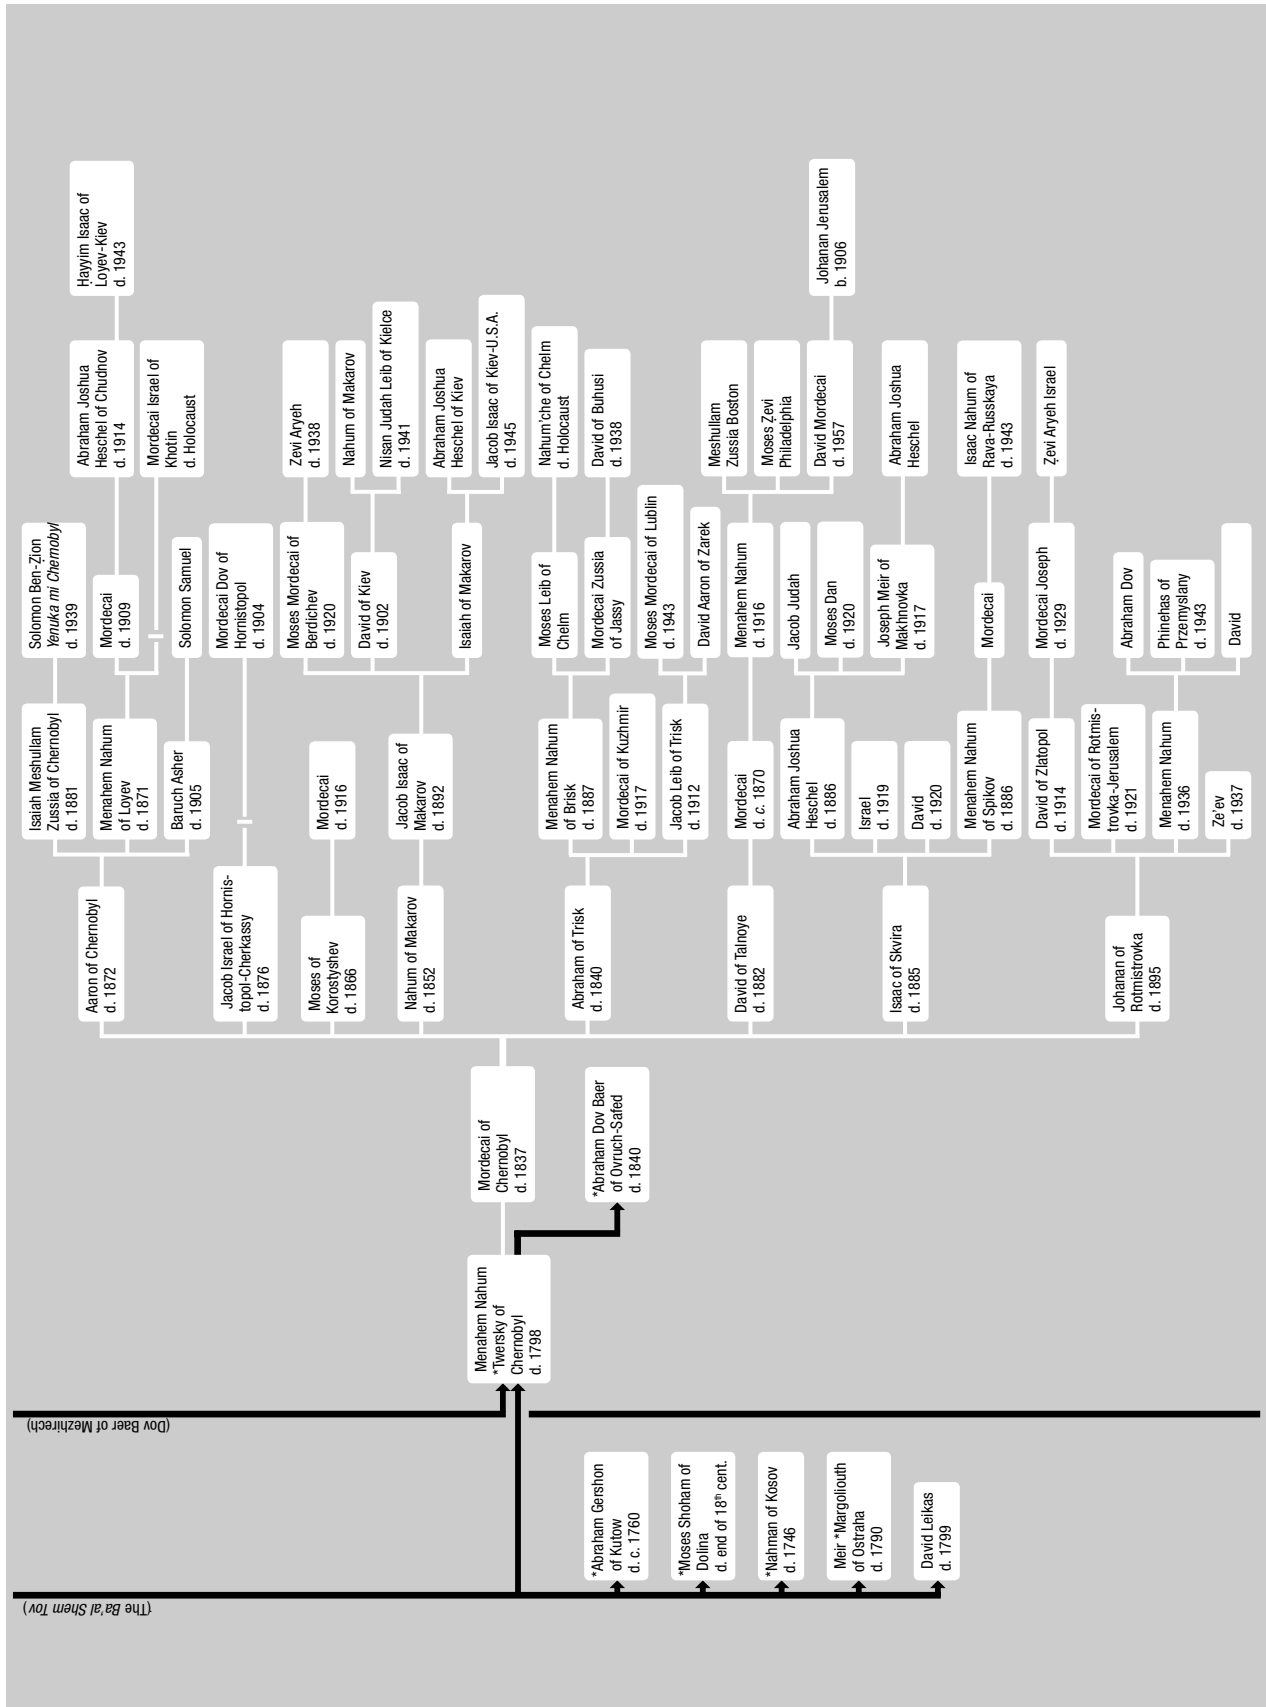 (The Ba'al Shem Tov)
(Dov Baer of Mezhirech)
*Abraham Gershon
of Kutow
d. c. 1760
*Moses Shoham of
Dolina
d. end of 18th cent.
*Nahman of Kosov
d. 1746
Meir *Margoliouth
of Ostraha
d. 1790
David Leikas
d. 1799
Menahem Nahum
*Twersky of
Chernobyl
d. 1798
Mordecai of
Chernobyl
d. 1837
*Abraham Dov Baer
of Ovruch-Safed
d. 1840
Aaron of Chernobyl
d. 1872
Jacob Israel of Hornis-
topol-Cherkassy
d. 1876
Moses of
Korostyshev
d. 1866
Nahum of Makarov
d. 1852
Abraham of Trisk
d. 1840
David of Talnoye
d. 1882
Isaac of Skvira
d. 1885
Johanan of
Rotmistrovka
d. 1895
Isaiah Meshullam
Zussia of Chernobyl
d. 1881
Menahem Nahum
of Loyev
d. 1871
Baruch Asher
d. 1905
Mordecai
d. 1916
Jacob Isaac of
Makarov
d. 1892
Menahem Nahum
of Brisk
d. 1887
Mordecai of Kuzhmir
d. 1917
Jacob Leib of Trisk
d. 1912
Mordecai
d. c. 1870
Abraham Joshua
Heschel
d. 1886
Israel
d. 1919
David
d. 1920
Menahem Nahum
of Spikov
d. 1886
David of Zlatopol
d. 1914
Mordecai of Rotmis-
trovka-Jerusalem
d. 1921
Menahem Nahum
d. 1936
Ze'ev
d. 1937
Solomon Ben-Ẓion
Yenuka mi Chernobyl
d. 1939
Mordecai
d. 1909
Solomon Samuel
Mordecai Dov of
Hornistopol
d. 1904
Moses Mordecai of
Berdichev
d. 1920
David of Kiev
d. 1902
Isaiah of Makarov
Moses Leib of
Chelm
Mordecai Zussia
of Jassy
Moses Mordecai of Lublin
d. 1943
David Aaron of Zarek
Menahem Nahum
d. 1916
Jacob Judah
Moses Dan
d. 1920
Joseph Meir of
Makhnovka
d. 1917
Mordecai
Mordecai Joseph
d. 1929
Abraham Dov
Phinehas of
Przemyslany
d. 1943
David
Abraham Joshua
Heschel of Chudnov
d. 1914
Mordecai Israel of
Khotin
d. Holocaust
Zevi Aryeh
d. 1938
Nahum of Makarov
Nisan Judah Leib of Kielce
d. 1941
Abraham Joshua
Heschel of Kiev
Jacob Isaac of Kiev-U.S.A.
d. 1945
Nahum'che of Chelm
d. Holocaust
David of Buhusi
d. 1938
Meshullam
Zussia Boston
Moses Ẓevi
Philadelphia
David Mordecai
d. 1957
Abraham Joshua
Heschel
Isaac Nahum of
Rava-Russkaya
d. 1943
Ẓevi Aryeh Israel
Ḥayyim Isaac of
Loyev-Kiev
d. 1943
Johanan Jerusalem
b. 1906